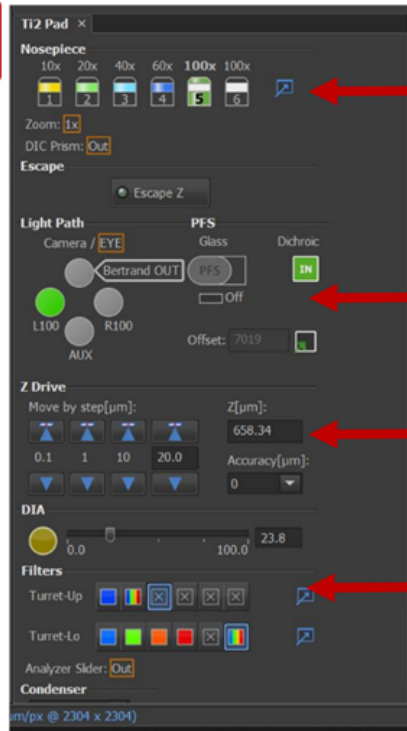 Ti2 Pad ×
Nosepiece
10x 20x 40x 60x 100x 100x
1 2 3 4 5 6
Zoom: 1x
DIC Prism: Out
Escape
Escape Z
Light Path PFS
Camera / EYE Glass Dichroic
Bertrand OUT PFS IN
Off
L100 R100
AUX
Offset: 7019
Z Drive
Move by step[µm]: Z[µm]:
658.34
0.1 1 10 20.0
Accuracy[µm]:
0
DIA
0.0 100.0 23.8
Filters
Turret-Up
Turret-Lo
Analyzer Slider: Out
Condenser
m/px @ 2304 x 2304)